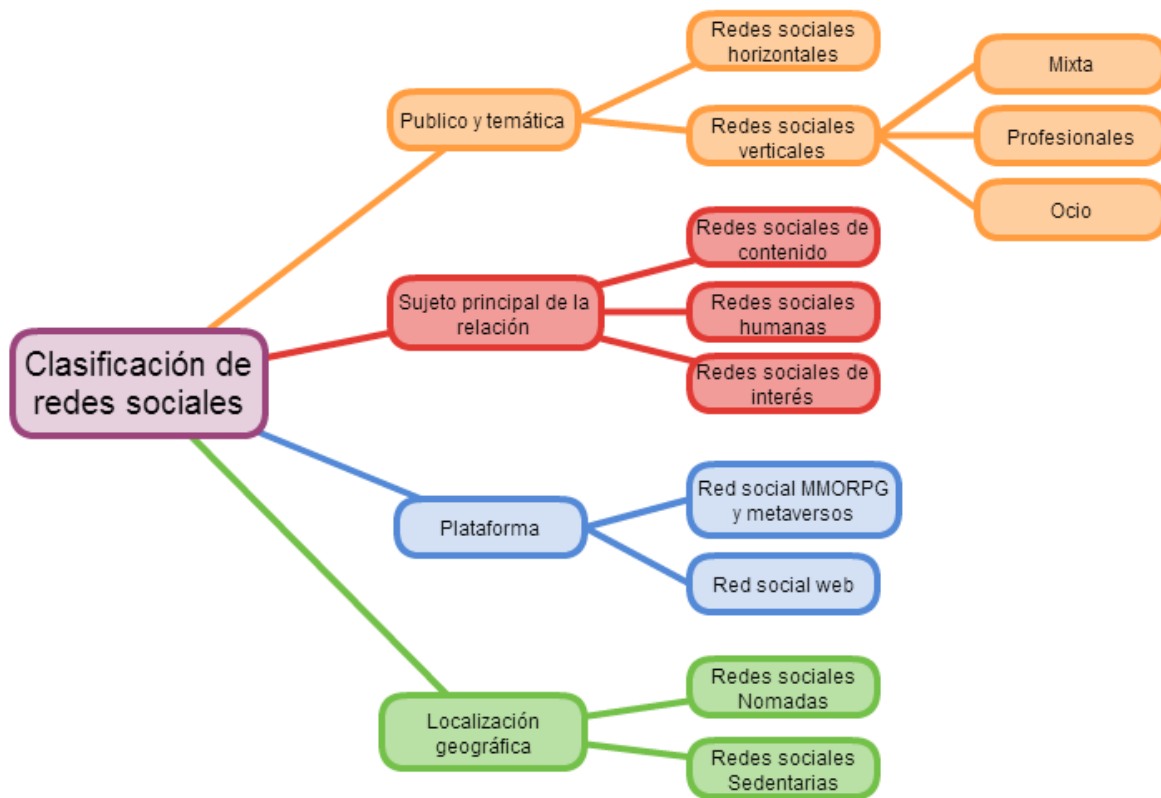 Clasificación de
redes sociales
Publico y temática
Redes sociales
horizontales
Redes sociales
verticales
Mixta
Profesionales
Ocio
Sujeto principal de la
relación
Redes sociales de
contenido
Redes sociales
humanas
Redes sociales de
interés
Plataforma
Red social MMORPG
y metaversos
Red social web
Localización
geográfica
Redes sociales
Nomadas
Redes sociales
Sedentarias